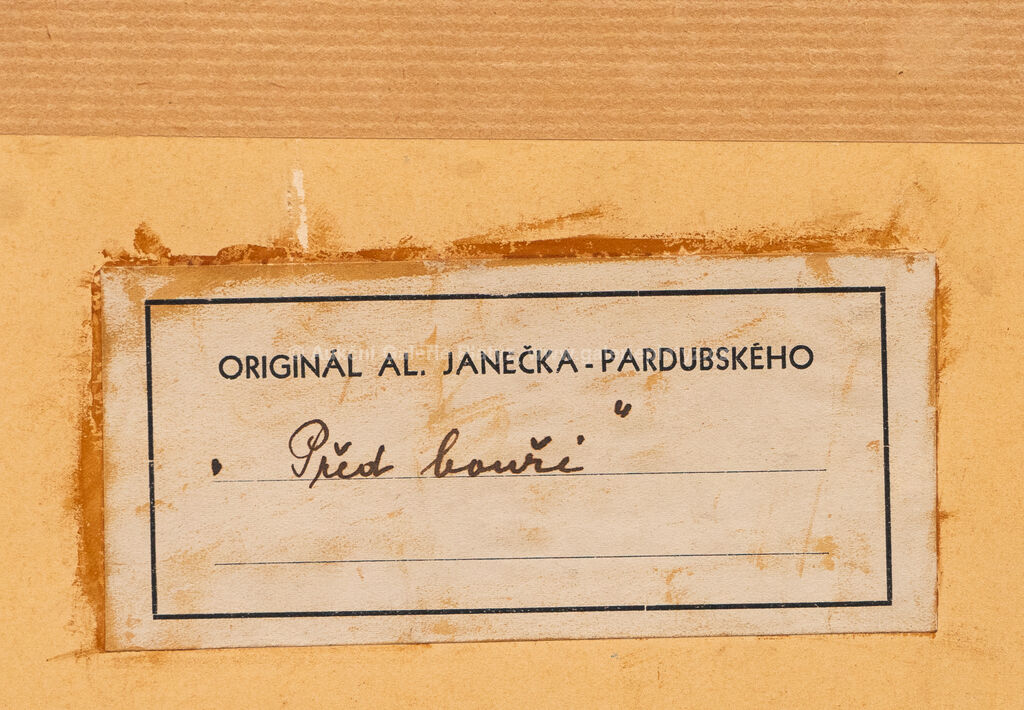 ORIGINÁL AL. JANEČKA-PARDUBSKÉHO
„Před bouří“